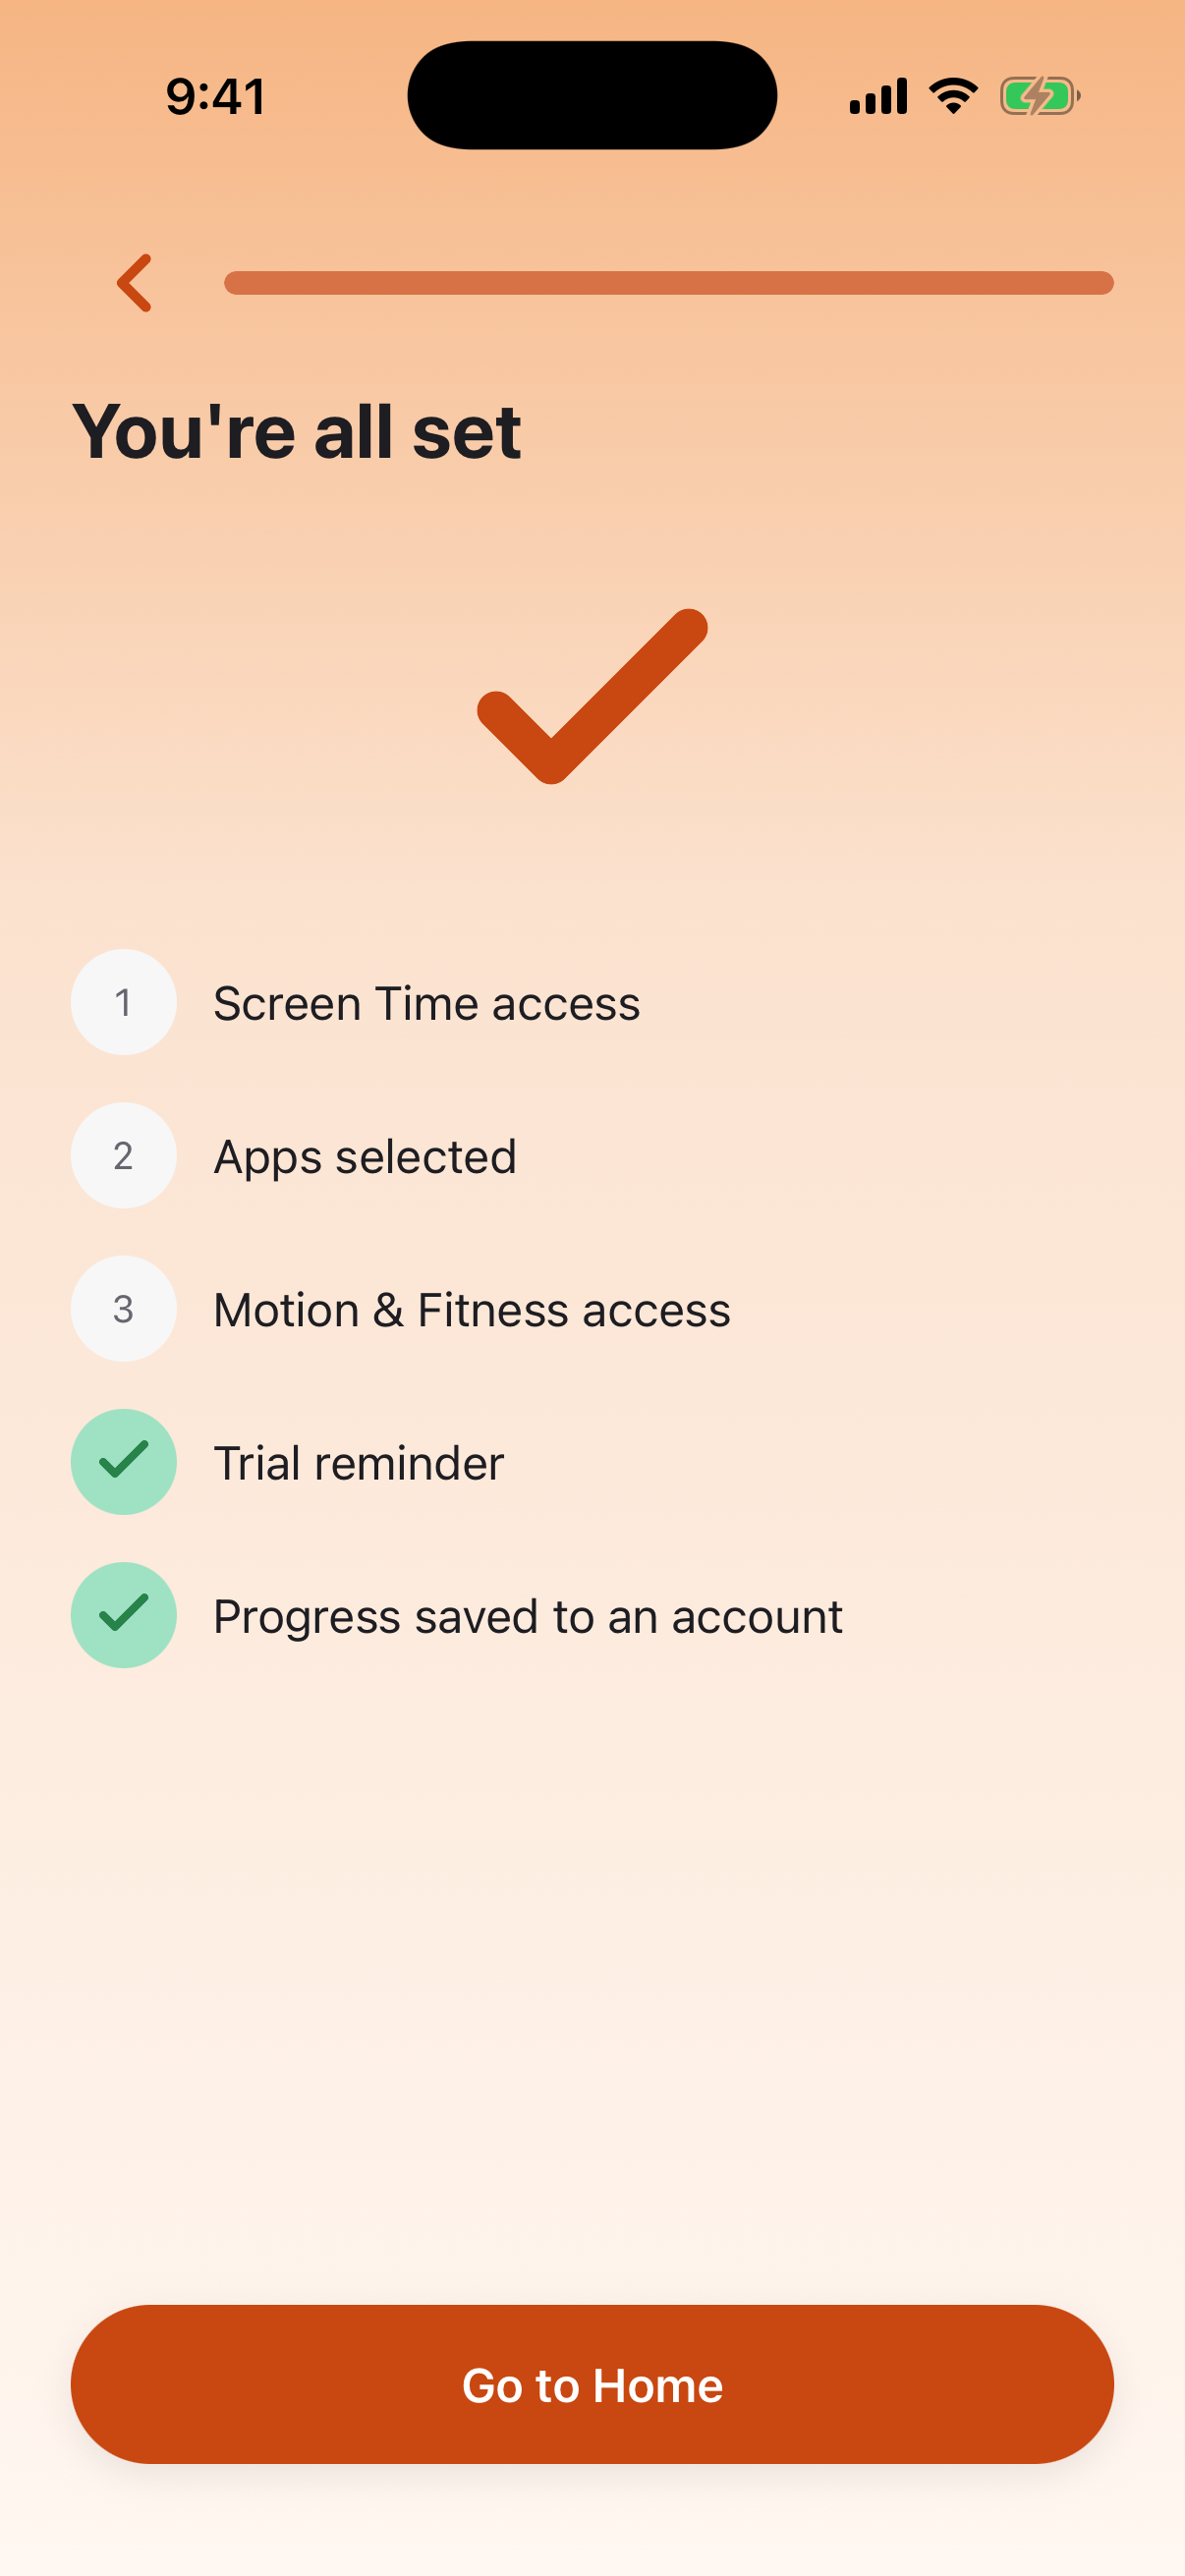 9:41
You're all set
1 Screen Time access
2 Apps selected
3 Motion & Fitness access
Trial reminder
Progress saved to an account
Go to Home